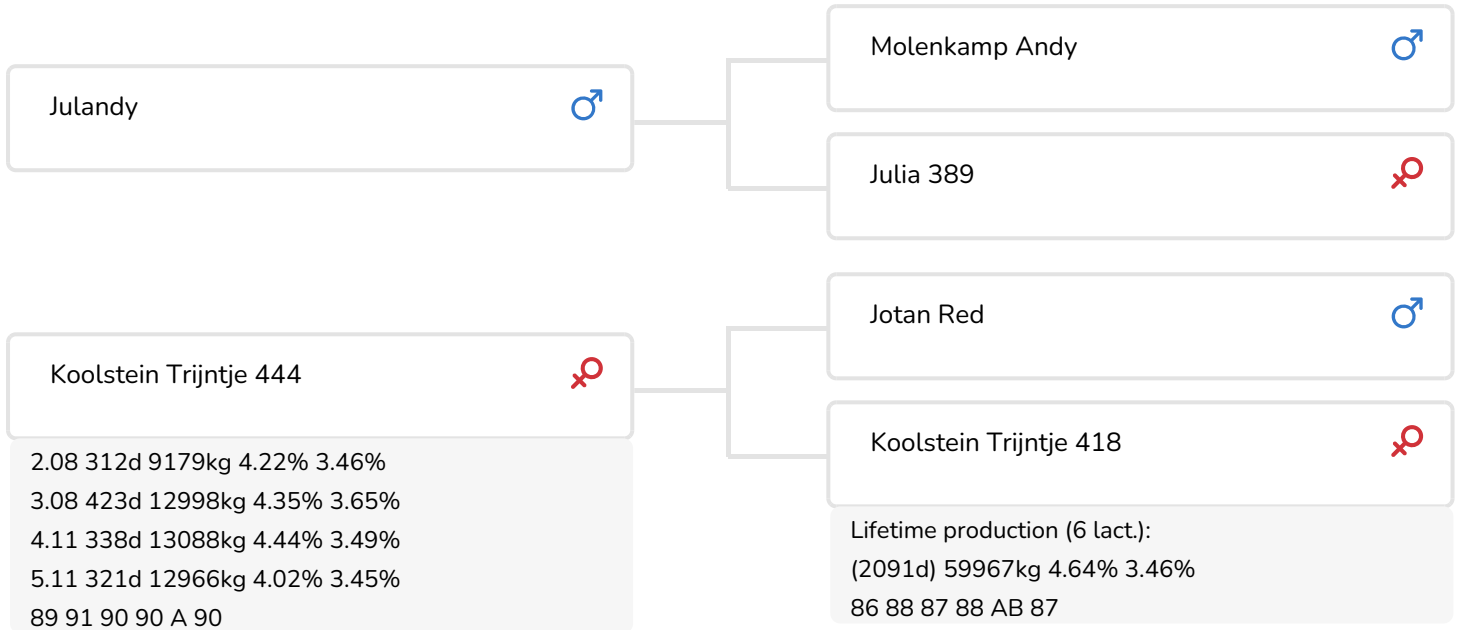 Julandy
Molenkamp Andy
Julia 389
Koolstein Trijntje 444
2.08 312d 9179kg 4.22% 3.46%
3.08 423d 12998kg 4.35% 3.65%
4.11 338d 13088kg 4.44% 3.49%
5.11 321d 12966kg 4.02% 3.45%
89 91 90 90 A 90
Jotan Red
Koolstein Trijntje 418
Lifetime production (6 lact.):
(2091d) 59967kg 4.64% 3.46%
86 88 87 88 AB 87